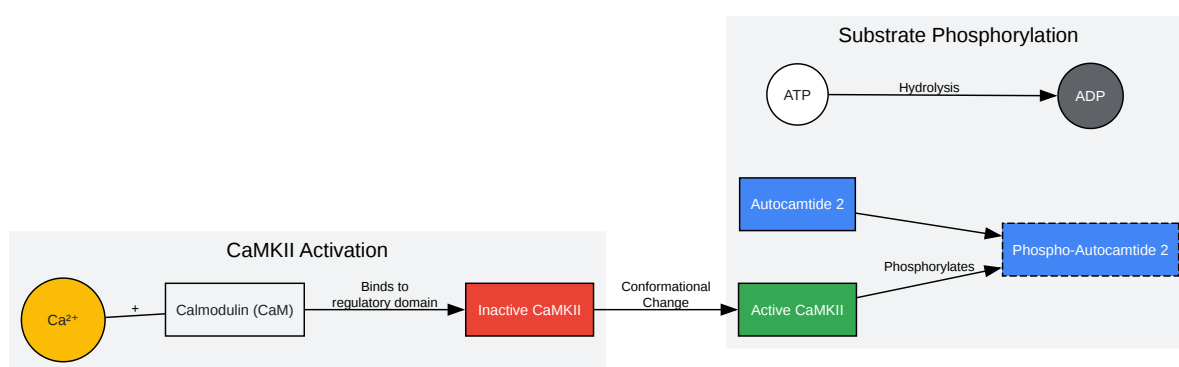 Substrate Phosphorylation
ATP
Hydrolysis
ADP
Autocamtide 2
Phospho-Autocamtide 2
Phosphorylates
CaMKII Activation
Ca²⁺
+
Calmodulin (CaM)
Binds to
regulatory domain
Inactive CaMKII
Conformational
Change
Active CaMKII